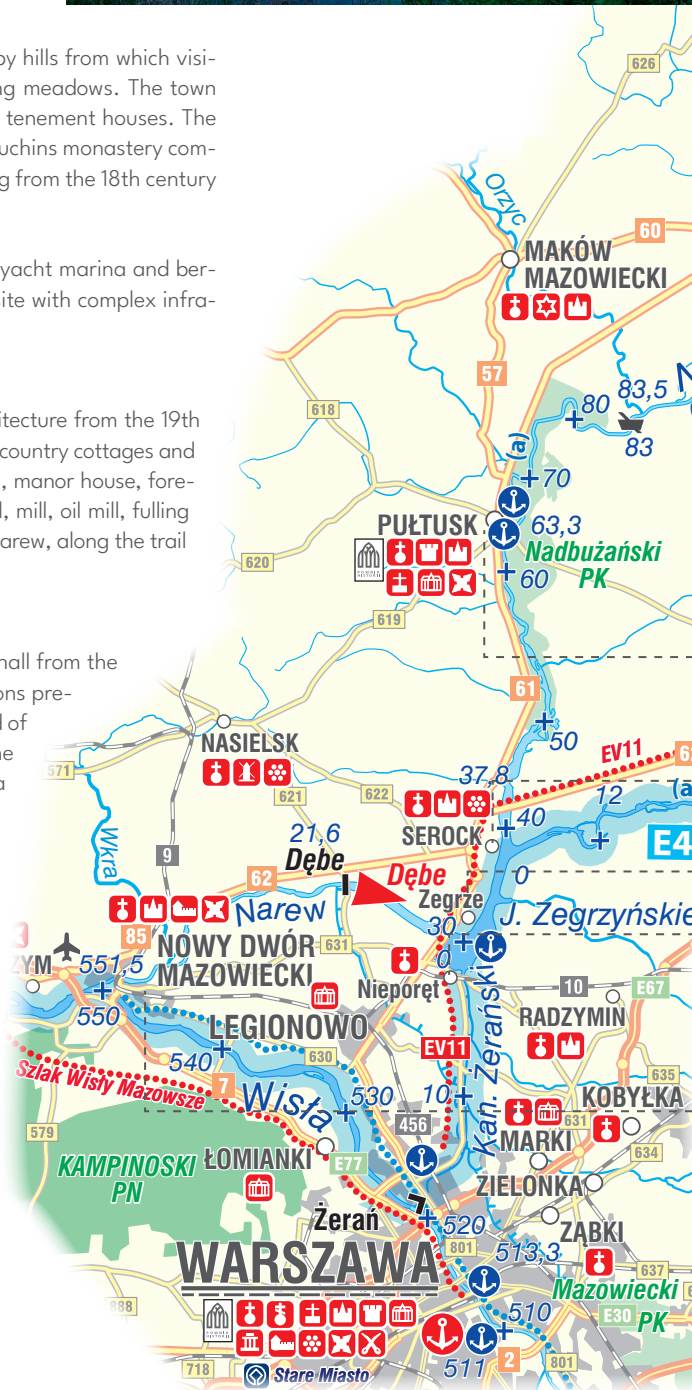 by hills from which visi-
ng meadows. The town
tenement houses. The
uchins monastery com-
g from the 18th century
yacht marina and ber-
site with complex infra-
itecture from the 19th
country cottages and
, manor house, fore-
l, mill, oil mill, fulling
arew, along the trail
hall from the
ons pre-
d of
ne
a
626
Orzyc
60
MAKÓW
MAZOWIECKI
57
N
83,5
80
83
618
(a)
70
PUŁTUSK
63,3
Nadbużański
PK
60
620
619
61
50
NASIELSK
EV11
62
571
37,8
(a
621
622
12
40
21,6
SEROCK
E4
Wkra
9
Dębe
Dębe
62
0
Zegrze
Narew
J. Zegrzyńskie
85
30
NOWY DWÓR
MAZOWIECKI
631
ZYM
551,5
0
Nieporęt
10
E67
550
RADZYMIN
LEGIONOWO
630
EV11
Kan. Żerański
540
Szlak Wisły Mazowsze
7
635
Wisła
530
10
KOBYŁKA
456
631
579
MARKI
634
ŁOMIANKI
E77
KAMPINOSKI
PN
ZIELONKA
Żerań
520
ZĄBKI
WARSZAWA
801
513,3
637
Mazowiecki
PK
888
510
E30
511
2
801
718
Stare Miasto